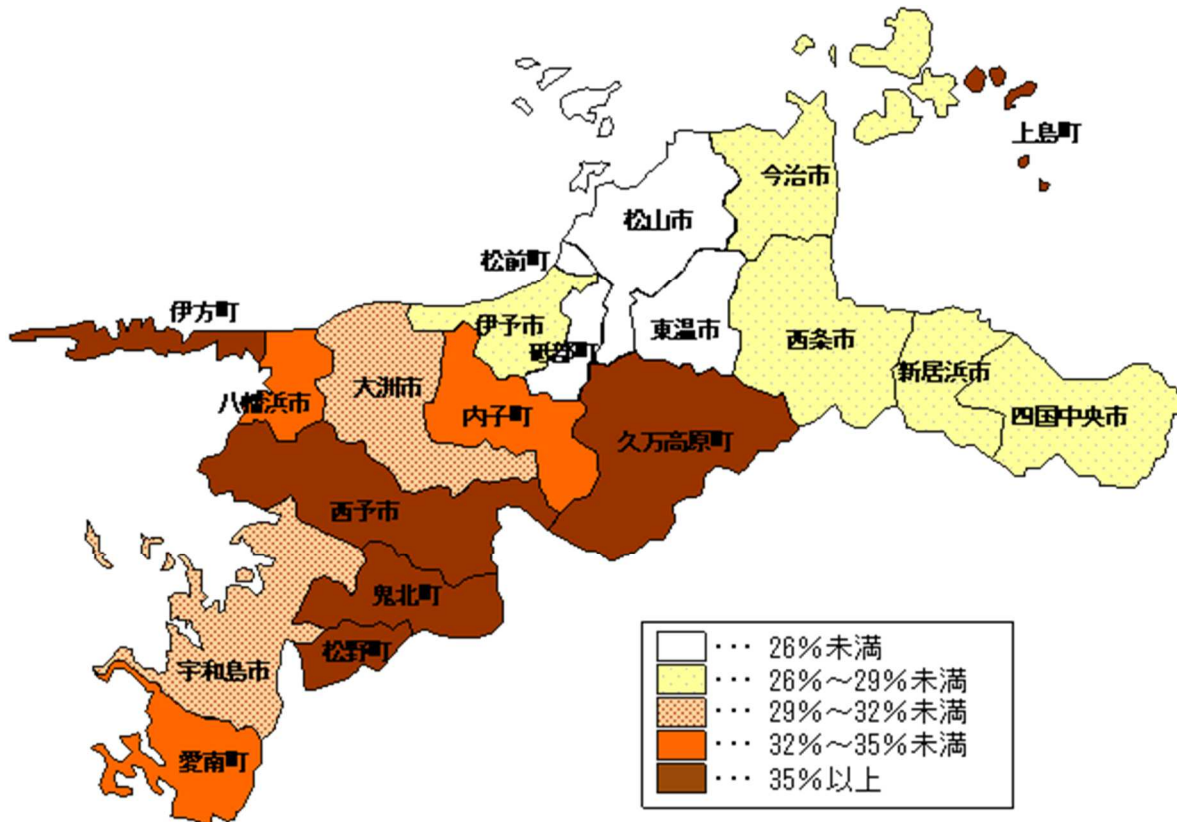 上島町
今治市
松山市
松前町
伊方町
伊予市
東温市
砥部町
西条市
新居浜市
大洲市
八幡浜市
内子町
四国中央市
久万高原町
西予市
鬼北町
松野町
宇和島市
愛南町
… 26%未満
… 26%~29%未満
… 29%~32%未満
… 32%~35%未満
… 35%以上